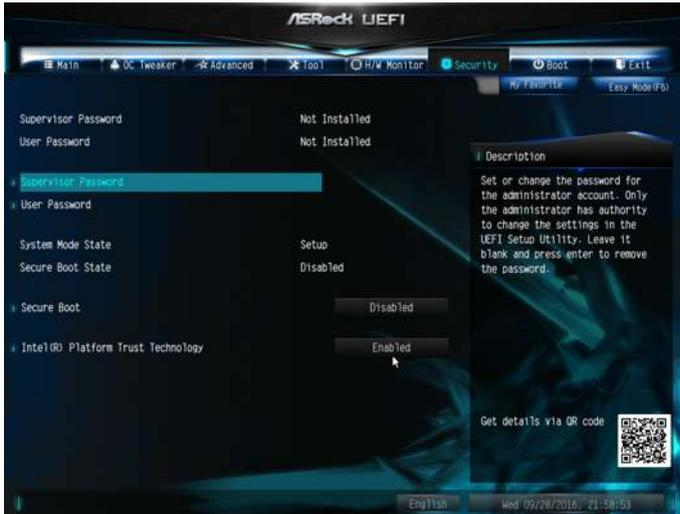 ASRock UEFI
Main OC Tweaker Advanced Tool H/W Monitor Security Boot Exit
My Favorite Easy Mode(F6)
Supervisor Password Not Installed
User Password Not Installed
Description
Supervisor Password
User Password
Set or change the password for
the administrator account. Only
the administrator has authority
to change the settings in the
UEFI Setup Utility. Leave it
blank and press enter to remove
the password.
System Mode State Setup
Secure Boot State Disabled
Secure Boot Disabled
Intel(R) Platform Trust Technology Enabled
Get details via QR code
English Wed 09/28/2016, 21:58:53